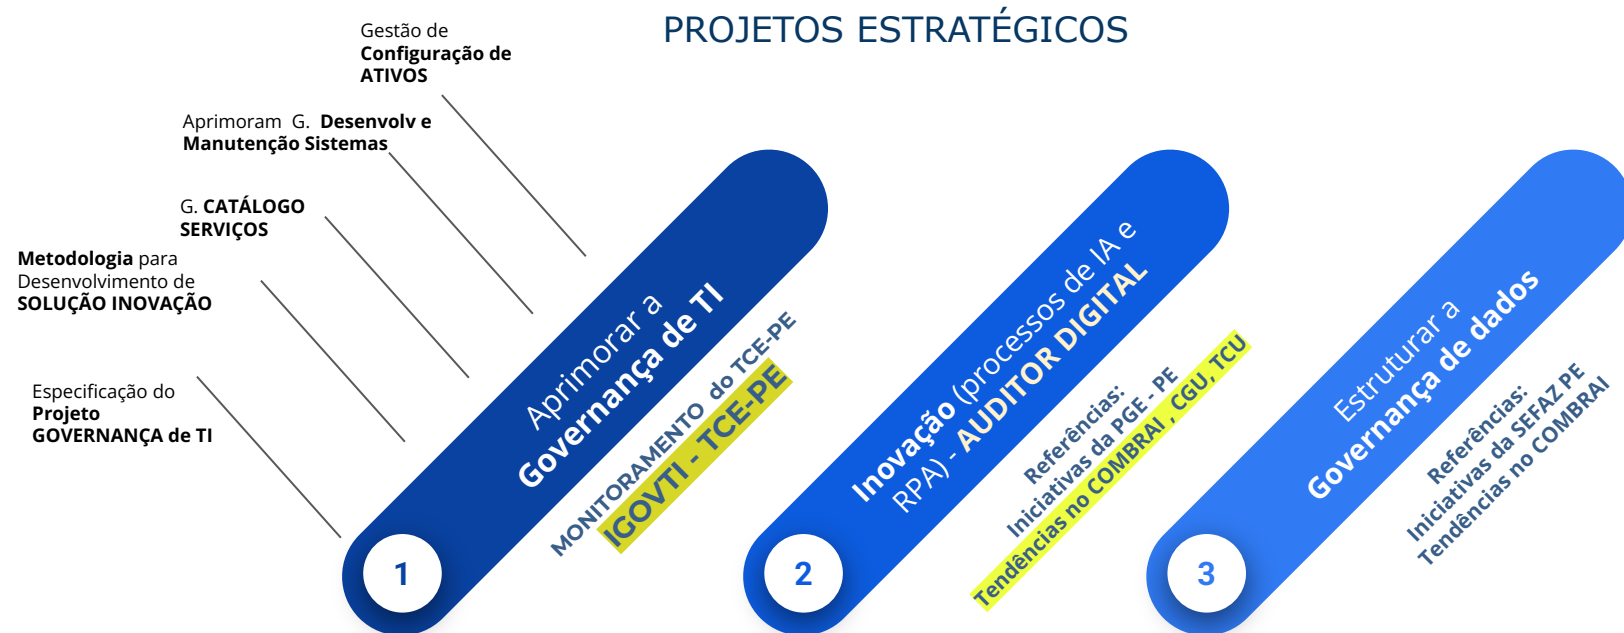 PROJETOS ESTRATÉGICOS
Gestão de
Configuração de
ATIVOS
Aprimoram G. Desenvolv e
Manutenção Sistemas
G. CATÁLOGO
SERVIÇOS
Metodologia para
Desenvolvimento de
SOLUÇÃO INOVAÇÃO
Especificação do
Projeto
GOVERNANÇA de TI
1
Aprimorar a
Governança de TI
MONITORAMENTO do TCE-PE
IGOVTI - TCE-PE
2
Inovação (processos de IA e
RPA) - AUDITOR DIGITAL
Referências:
Iniciativas da PGE - PE
Tendências no COMBRAI , CGU, TCU
3
Estruturar a
Governança de dados
Referências:
Iniciativas da SEFAZ PE
Tendências no COMBRAI